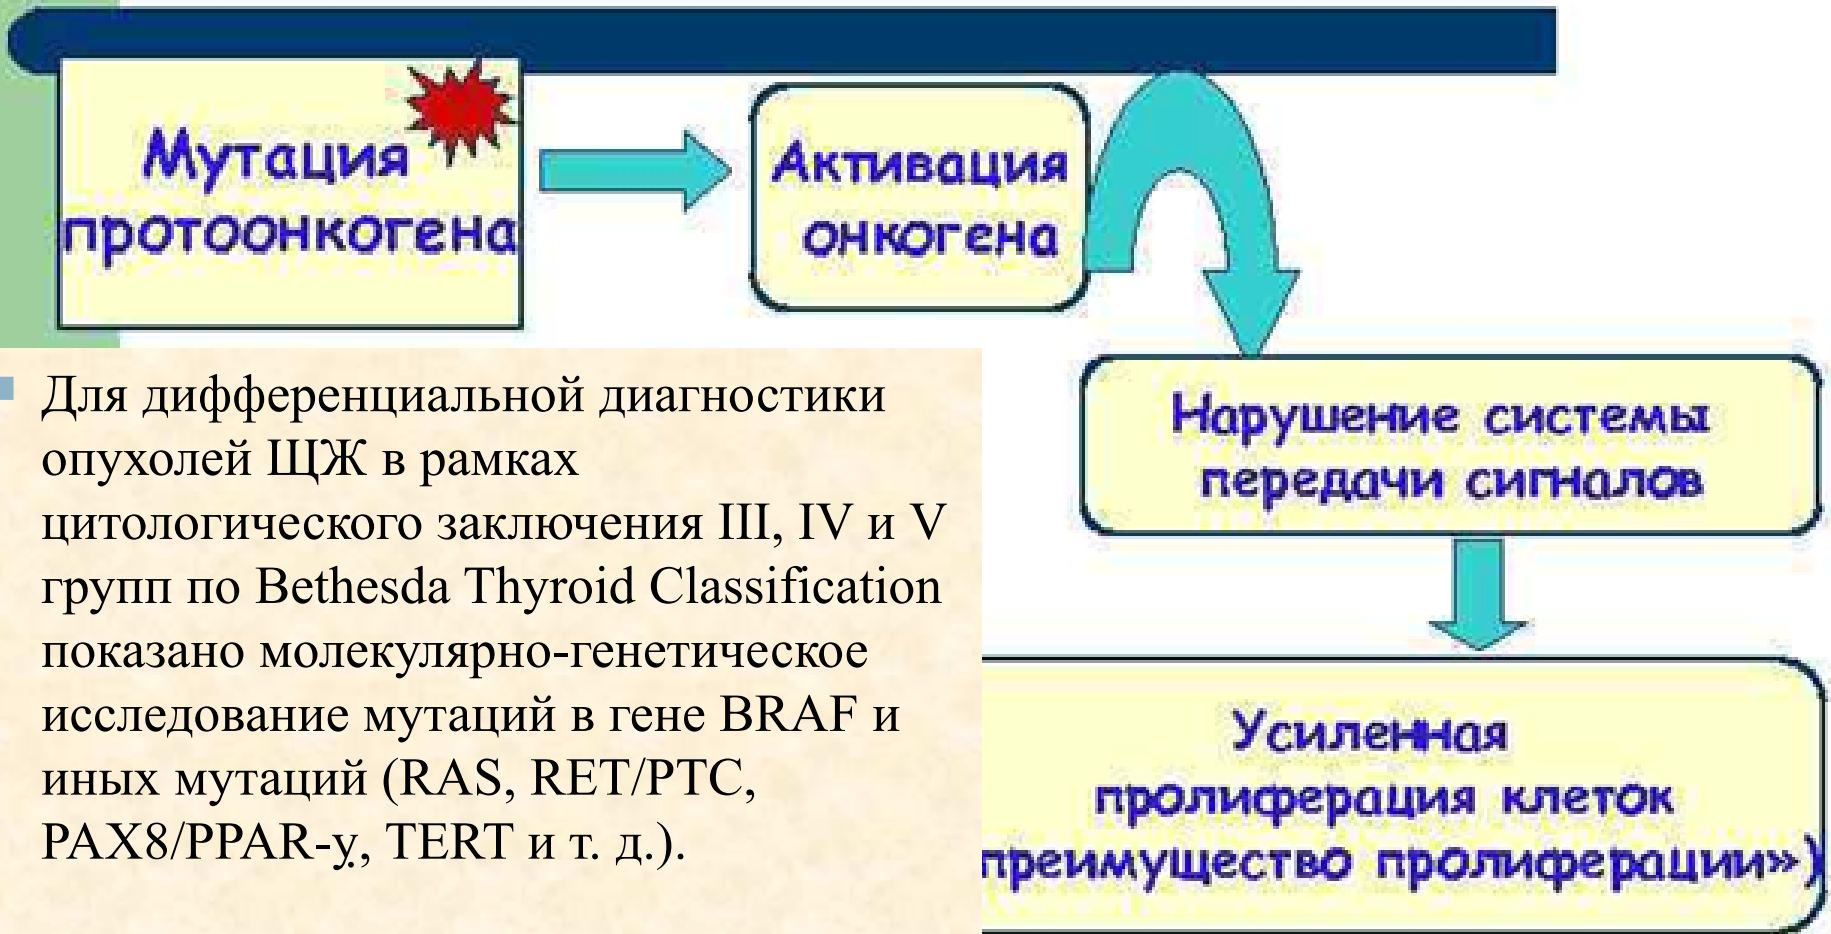 Мутация
протоонкогена
Активация
онкогена
Нарушение системы
передачи сигналов
Усиленная
пролиферация клеток
преимущество пролиферации»)
Для дифференциальной диагностики
опухолей ЩЖ в рамках
цитологического заключения III, IV и V
групп по Bethesda Thyroid Classification
показано молекулярно-генетическое
исследование мутаций в гене BRAF и
иных мутаций (RAS, RET/PTC,
PAX8/PPAR-у, TERT и т. д.).